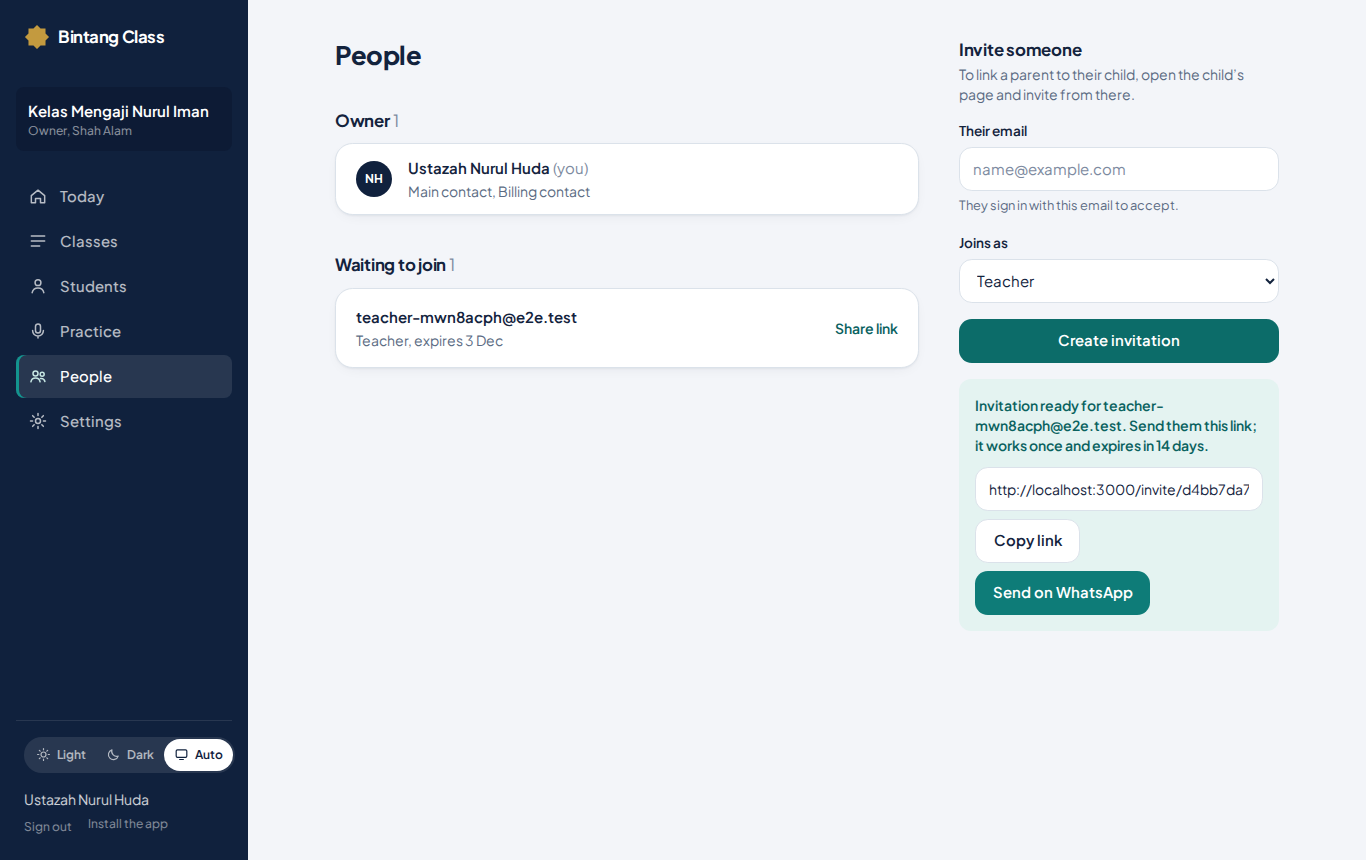 Bintang Class
Kelas Mengaji Nurul Iman
Owner, Shah Alam
Today
Classes
Students
Practice
People
Settings
Light
Dark
Auto
Ustazah Nurul Huda
Sign out
Install the app
People
Owner 1
NH
Ustazah Nurul Huda (you)
Main contact, Billing contact
Waiting to join 1
teacher-mwn8acph@e2e.test
Teacher, expires 3 Dec
Share link
Invite someone
To link a parent to their child, open the child's
page and invite from there.
Their email
name@example.com
They sign in with this email to accept.
Joins as
Teacher
Create invitation
Invitation ready for teacher-
mwn8acph@e2e.test. Send them this link;
it works once and expires in 14 days.
http://localhost:3000/invite/d4bb7da7
Copy link
Send on WhatsApp